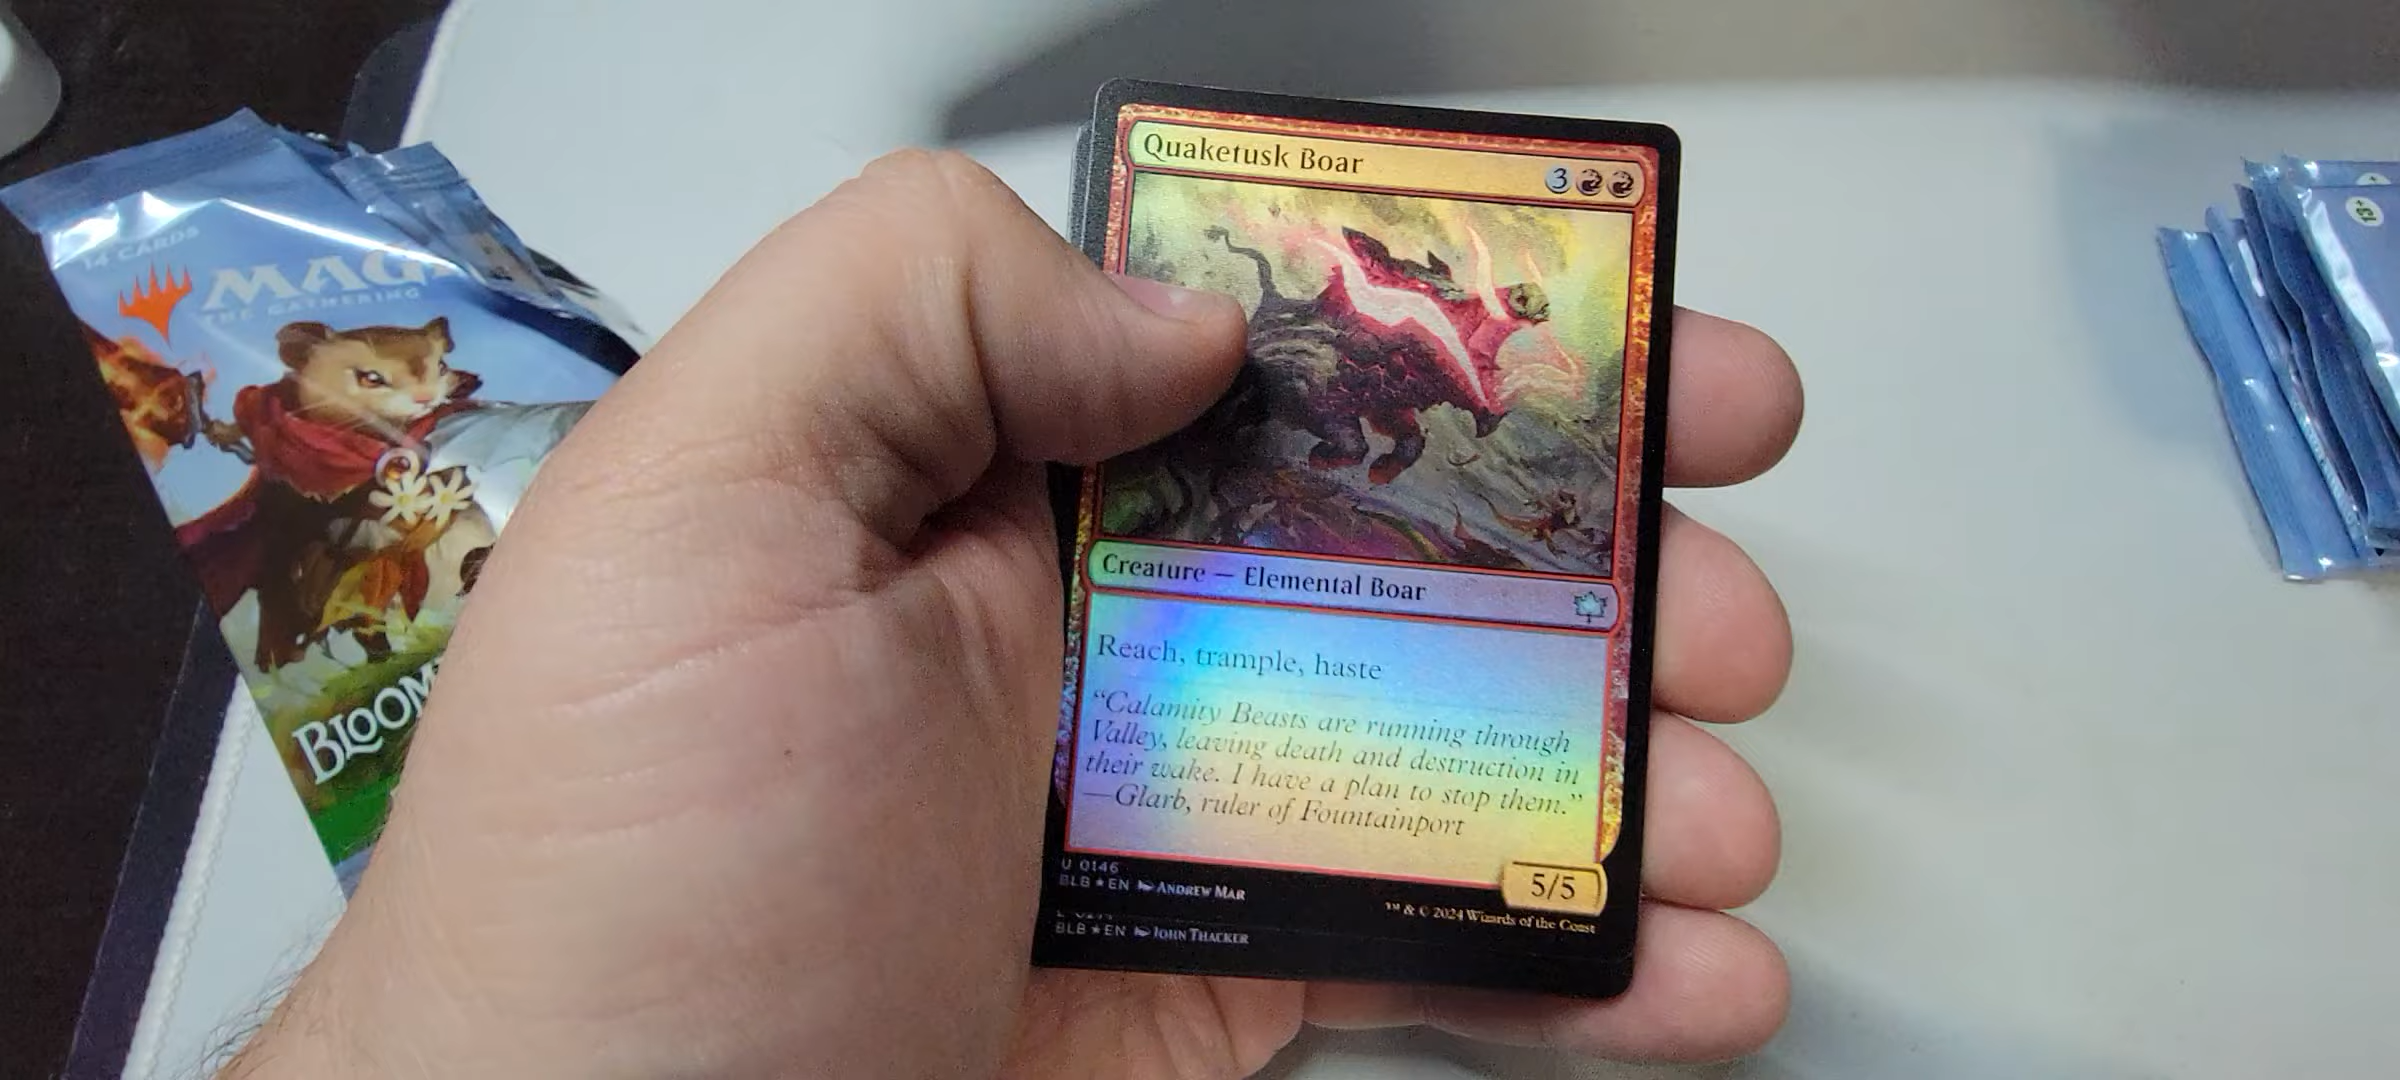 14 CARDS
MAGI
THE GATHERING
BLOOM
Quaketusk Boar
3
Creature — Elemental Boar
Reach, trample, haste
“Calamity Beasts are running through
Valley, leaving death and destruction in
their wake. I have a plan to stop them.”
—Glarb, ruler of Fountainport
5/5
U 0146
BLB★EN ANDREW MAR
™ & © 2024 Wizards of the Coast
BLB★EN JOHN THACKER
13+